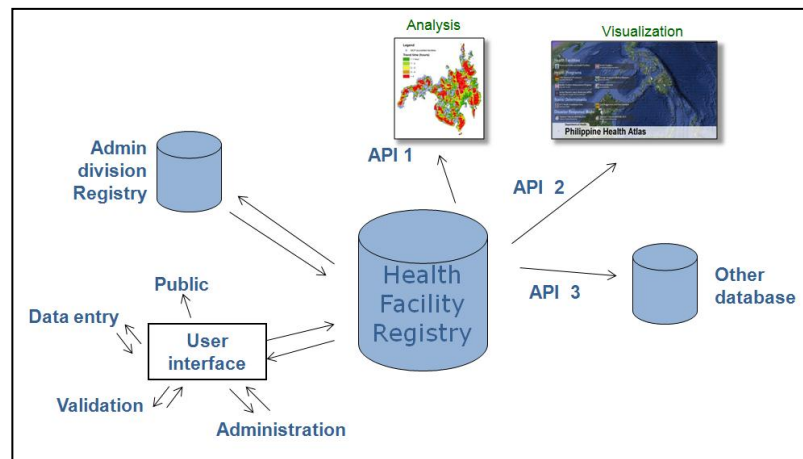 Analysis
Visualization
Legend
Philippine Health Atlas
Admin
division
Registry
API 1
API 2
API 3
Health
Facility
Registry
Other
database
Public
Data entry
User
interface
Validation
Administration